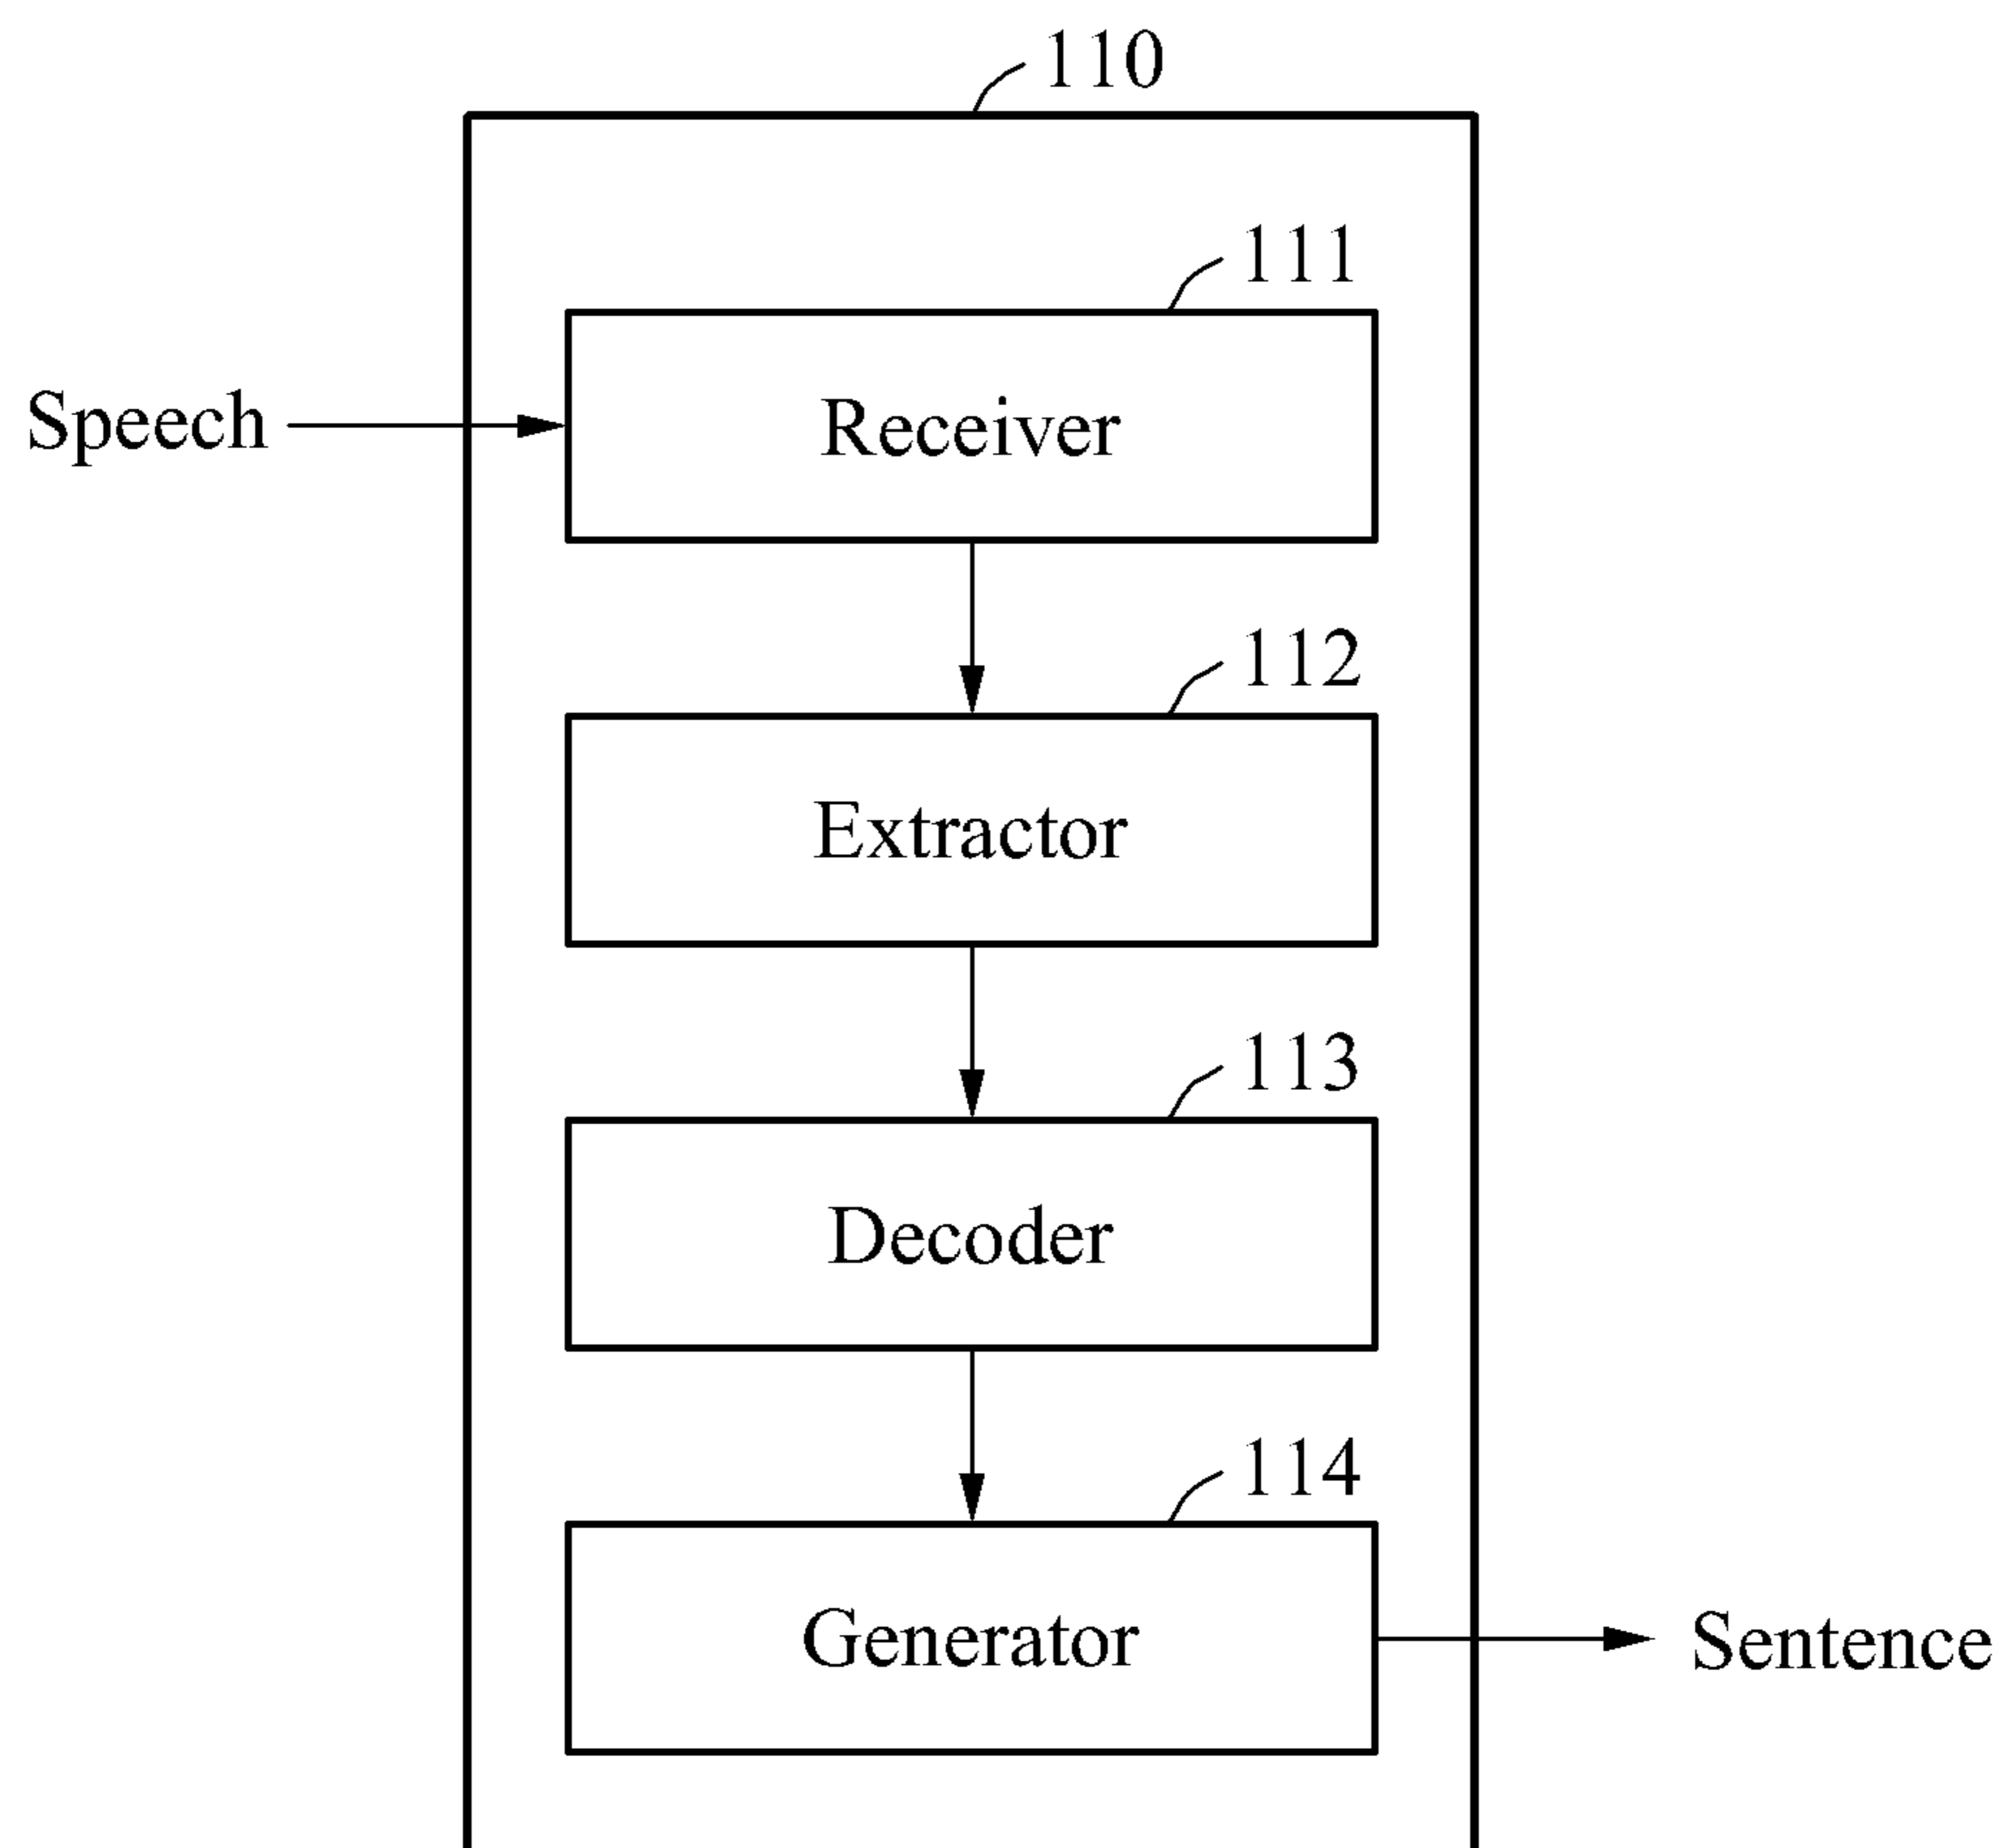 110
111
Speech
Receiver
112
Extractor
113
Decoder
114
Generator
Sentence